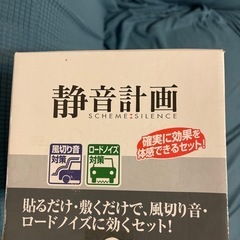 静音計画
SCHEME:SILENCE
確実に効果を
体感できるセット!
風切り音
対策
ロードノイズ
対策
貼るだけ・敷くだけで、風切り音・
ロードノイズに効くセット!